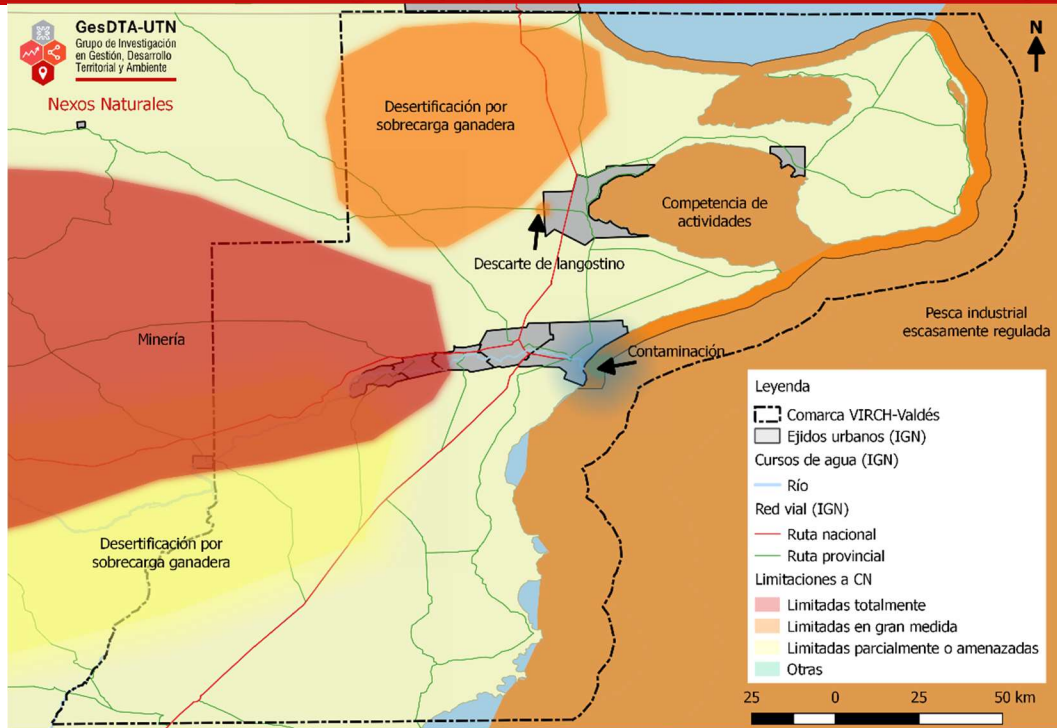 GesDTA-UTN
Grupo de Investigación
en Gestión, Desarrollo
Territorial y Ambiente
Nexos Naturales
N
Desertificación por
sobrecarga ganadera
Competencia de
actividades
Descarte de langostino
Pesca industrial
escasamente regulada
Minería
Contaminación
Desertificación por
sobrecarga ganadera
Leyenda
Comarca VIRCH-Valdés
Ejidos urbanos (IGN)
Cursos de agua (IGN)
Río
Red vial (IGN)
Ruta nacional
Ruta provincial
Limitaciones a CN
Limitadas totalmente
Limitadas en gran medida
Limitadas parcialmente o amenazadas
Otras
25 0 25 50 km